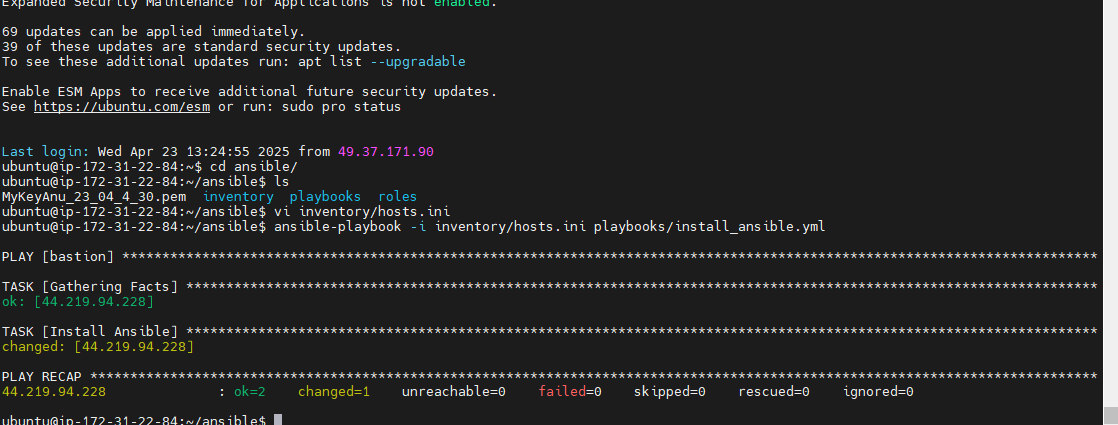 Expanded Security Maintenance for Applications is not enabled.
69 updates can be applied immediately.
39 of these updates are standard security updates.
To see these additional updates run: apt list --upgradable
Enable ESM Apps to receive additional future security updates.
See https://ubuntu.com/esm or run: sudo pro status
Last login: Wed Apr 23 13:24:55 2025 from 49.37.171.90
ubuntu@ip-172-31-22-84:~$ cd ansible/
ubuntu@ip-172-31-22-84:~/ansible$ ls
MyKeyAnu_23_04_4_30.pem  inventory  playbooks  roles
ubuntu@ip-172-31-22-84:~/ansible$ vi inventory/hosts.ini
ubuntu@ip-172-31-22-84:~/ansible$ ansible-playbook -i inventory/hosts.ini playbooks/install_ansible.yml
PLAY [bastion] **************************************************************************************************************************
TASK [Gathering Facts] ******************************************************************************************************************
ok: [44.219.94.228]
TASK [Install Ansible] ******************************************************************************************************************
changed: [44.219.94.228]
PLAY RECAP ******************************************************************************************************************************
44.219.94.228              : ok=2    changed=1    unreachable=0    failed=0    skipped=0    rescued=0    ignored=0
ubuntu@ip-172-31-22-84:~/ansible$